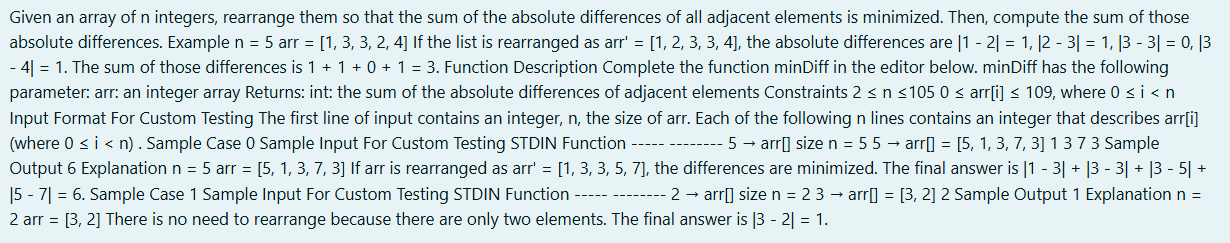 Given an array of n integers, rearrange them so that the sum of the absolute differences of all adjacent elements is minimized. Then, compute the sum of those
absolute differences. Example n = 5 arr = [1, 3, 3, 2, 4] If the list is rearranged as arr' = [1, 2, 3, 3, 4], the absolute differences are |1 - 2| = 1, |2 - 3| = 1, |3 - 3| = 0, |3
- 4| = 1. The sum of those differences is 1 + 1 + 0 + 1 = 3. Function Description Complete the function minDiff in the editor below. minDiff has the following
parameter: arr: an integer array Returns: int: the sum of the absolute differences of adjacent elements Constraints 2 ≤ n ≤105 0 ≤ arr[i] ≤ 109, where 0 ≤ i < n
Input Format For Custom Testing The first line of input contains an integer, n, the size of arr. Each of the following n lines contains an integer that describes arr[i]
(where 0 ≤ i < n) . Sample Case 0 Sample Input For Custom Testing STDIN Function ----- -------- 5 → arr[] size n = 5 5 → arr[] = [5, 1, 3, 7, 3] 1 3 7 3 Sample
Output 6 Explanation n = 5 arr = [5, 1, 3, 7, 3] If arr is rearranged as arr' = [1, 3, 3, 5, 7], the differences are minimized. The final answer is |1 - 3| + |3 - 3| + |3 - 5| +
|5 - 7| = 6. Sample Case 1 Sample Input For Custom Testing STDIN Function ----- -------- 2 → arr[] size n = 2 3 → arr[] = [3, 2] 2 Sample Output 1 Explanation n =
2 arr = [3, 2] There is no need to rearrange because there are only two elements. The final answer is |3 - 2| = 1.